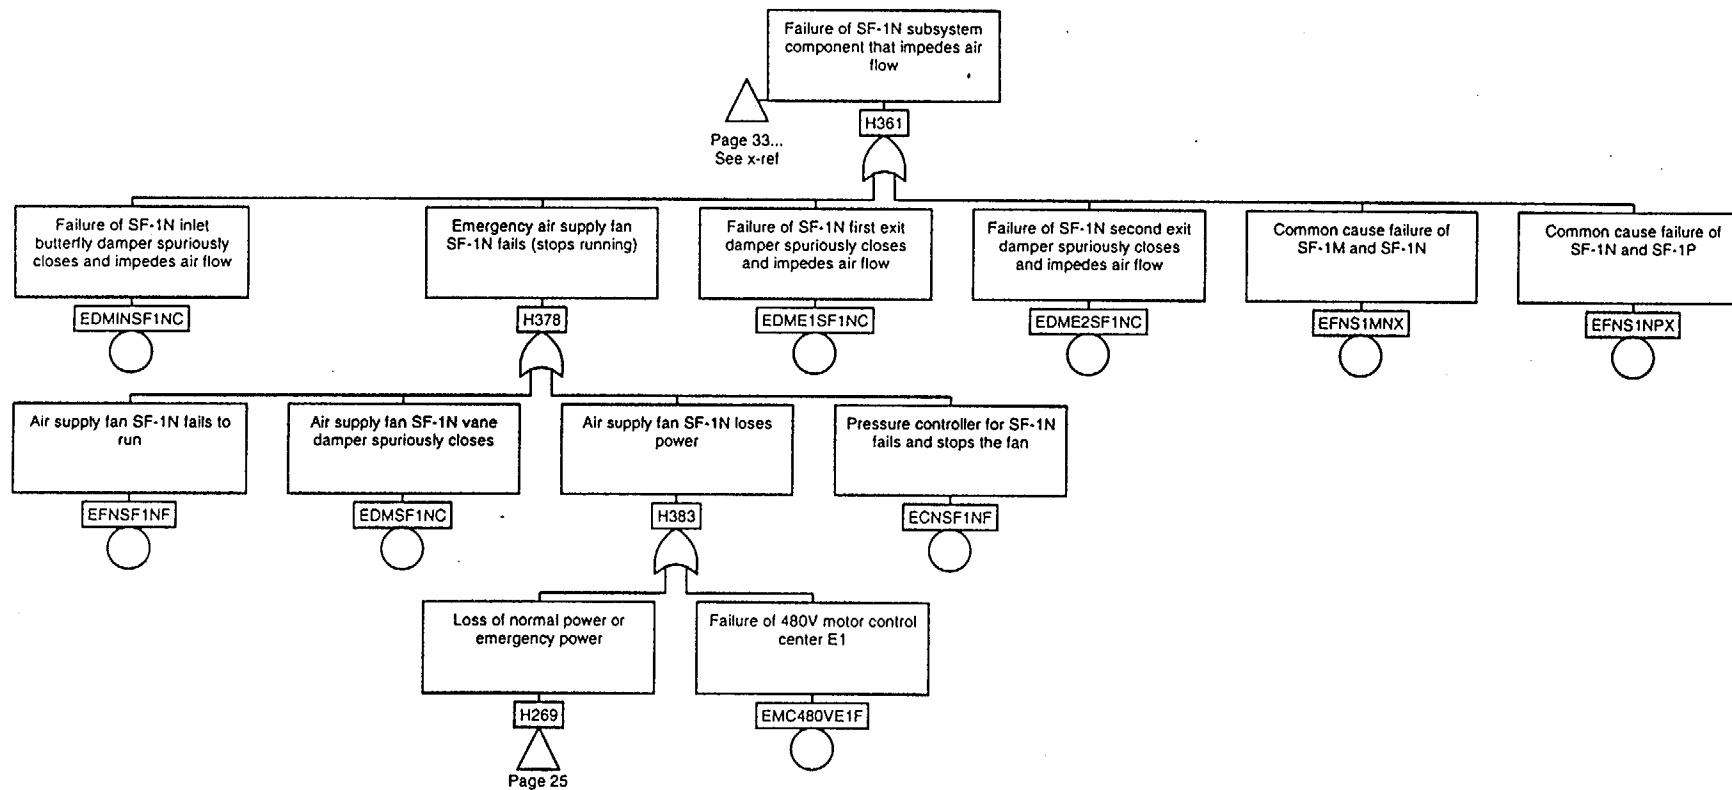 Failure of SF-1N subsystem
component that impedes air
flow
Page 33...
See x-ref
H361
Failure of SF-1N inlet
butterfly damper spuriously
closes and impedes air flow
EDMINSF1NC
Emergency air supply fan
SF-1N fails (stops running)
H378
Failure of SF-1N first exit
damper spuriously closes
and impedes air flow
EDME1SF1NC
Failure of SF-1N second exit
damper spuriously closes
and impedes air flow
EDME2SF1NC
Common cause failure of
SF-1M and SF-1N
EFNS1MNX
Common cause failure of
SF-1N and SF-1P
EFNS1NPX
Air supply fan SF-1N fails to
run
EFNSF1NF
Air supply fan SF-1N vane
damper spuriously closes
EDMSF1NC
Air supply fan SF-1N loses
power
H383
Pressure controller for SF-1N
fails and stops the fan
ECNSF1NF
Loss of normal power or
emergency power
H269
Page 25
Failure of 480V motor control
center E1
EMC480VE1F